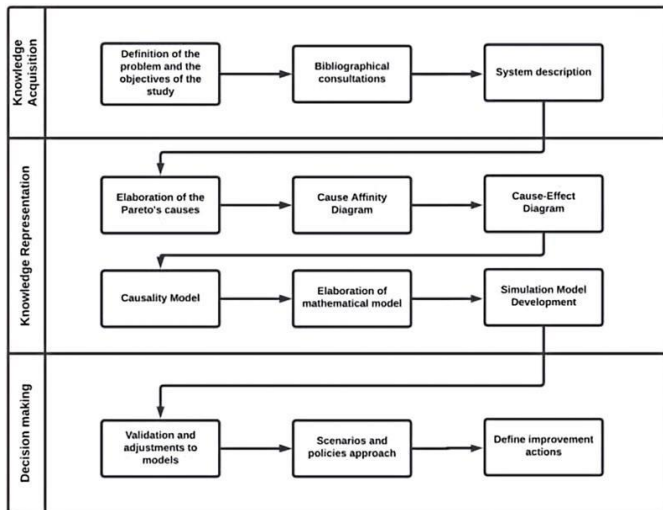 Knowledge
Acquisition
Definition of the
problem and the
objectives of the
study
Bibliographical
consultations
System description
Knowledge Representation
Elaboration of the
Pareto's causes
Cause Affinity
Diagram
Cause-Effect
Diagram
Causality Model
Elaboration of
mathematical model
Simulation Model
Development
Decision making
Validation and
adjustments to
models
Scenarios and
policies approach
Define improvement
actions